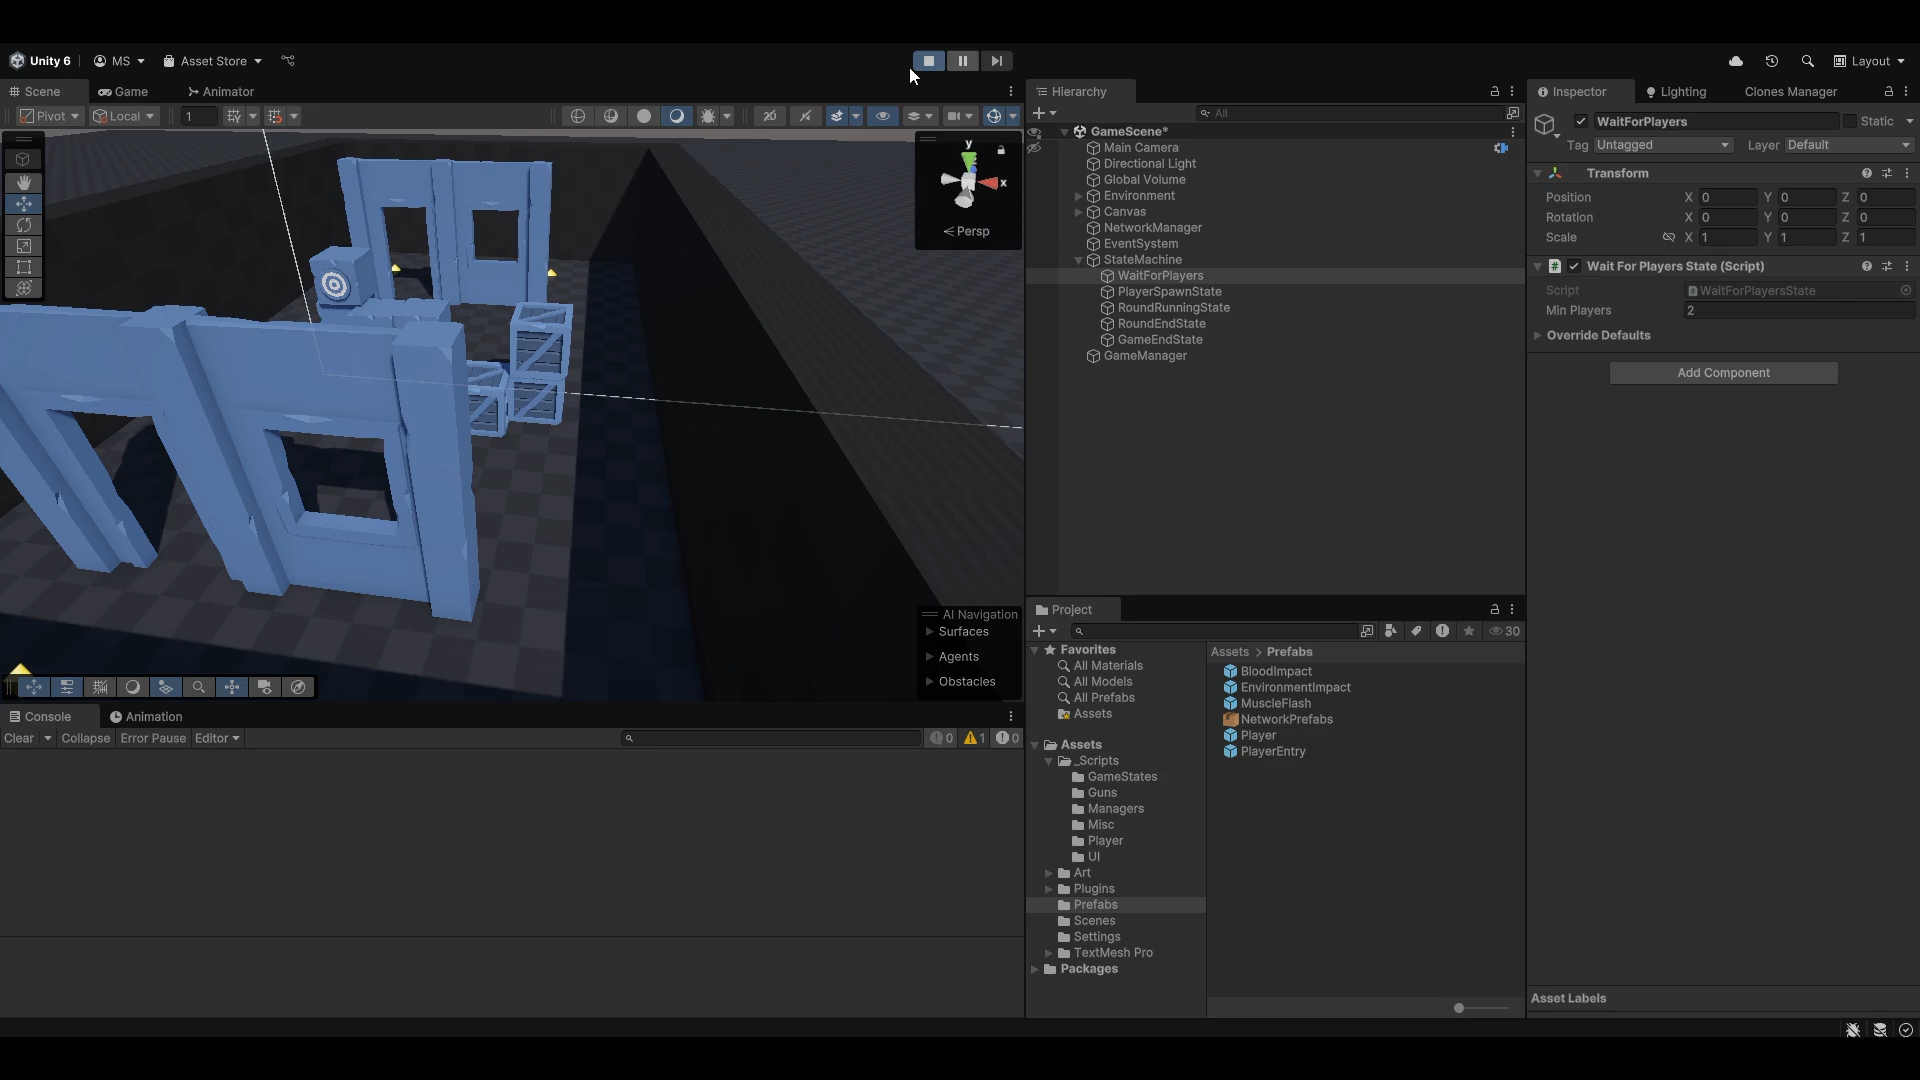 Unity 6
MS
Asset Store
Layout
Scene
Game
Animator
Pivot
Local
1
y
x
Persp
AI Navigation
Surfaces
Agents
Obstacles
Hierarchy
All
GameScene*
Main Camera
Directional Light
Global Volume
Environment
Canvas
NetworkManager
EventSystem
StateMachine
WaitForPlayers
PlayerSpawnState
RoundRunningState
RoundEndState
GameEndState
GameManager
Inspector
Lighting
Clones Manager
WaitForPlayers
Static
Tag Untagged
Layer Default
Transform
Position X 0 Y 0 Z 0
Rotation X 0 Y 0 Z 0
Scale X 1 Y 1 Z 1
# Wait For Players State (Script)
Script WaitForPlayersState
Min Players 2
Override Defaults
Add Component
Asset Labels
Console
Animation
Clear
Collapse
Error Pause
Editor
0
1
0
Project
30
Favorites
All Materials
All Models
All Prefabs
Assets
Assets
_Scripts
GameStates
Guns
Managers
Misc
Player
UI
Art
Plugins
Prefabs
Scenes
Settings
TextMesh Pro
Packages
Assets > Prefabs
BloodImpact
EnvironmentImpact
MuscleFlash
NetworkPrefabs
Player
PlayerEntry